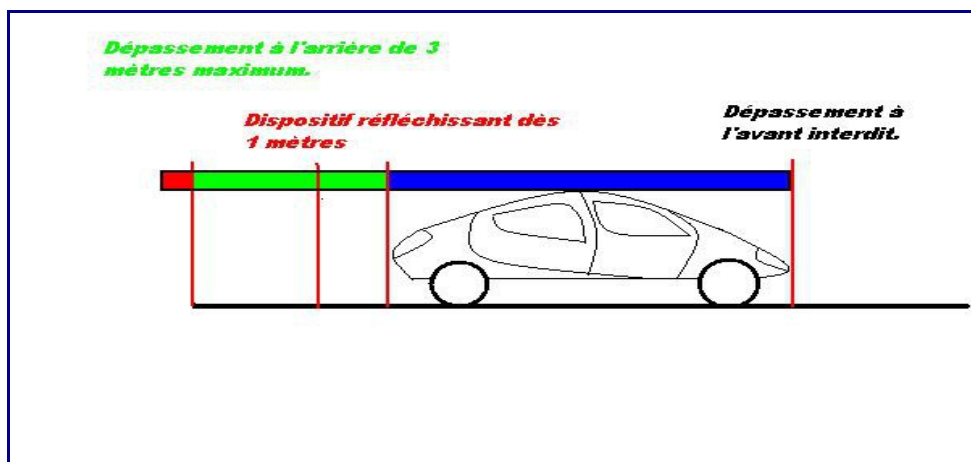 Dépassement à l'arrière de 3
mètres maximum.
Dispositif réfléchissant dès
1 mètres
Dépassement à
l'avant interdit.